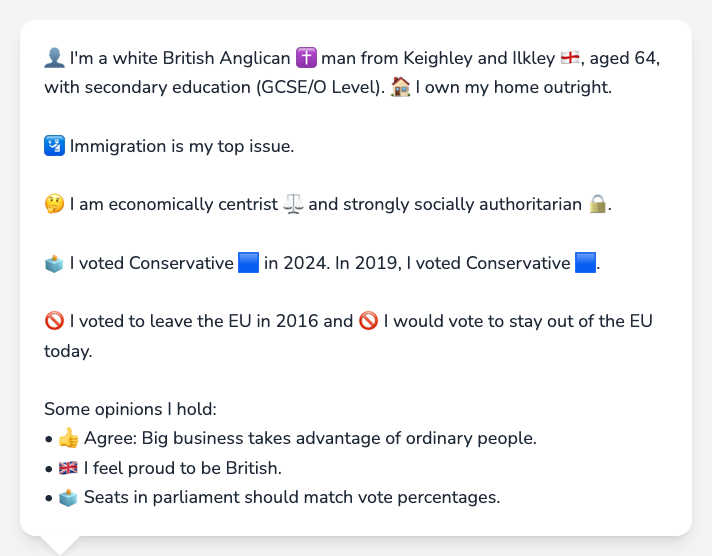 👤 I'm a white British Anglican ✝️ man from Keighley and Ilkley 🏴󠁧󠁢󠁥󠁮󠁧󠁿, aged 64,
with secondary education (GCSE/O Level). 🏠 I own my home outright.
🛂 Immigration is my top issue.
🤔 I am economically centrist ⚖️ and strongly socially authoritarian 🔒.
🗳️ I voted Conservative 🟦 in 2024. In 2019, I voted Conservative 🟦.
🚫 I voted to leave the EU in 2016 and 🚫 I would vote to stay out of the EU
today.
Some opinions I hold:
• 👍 Agree: Big business takes advantage of ordinary people.
• 🇬🇧 I feel proud to be British.
• 🗳️ Seats in parliament should match vote percentages.